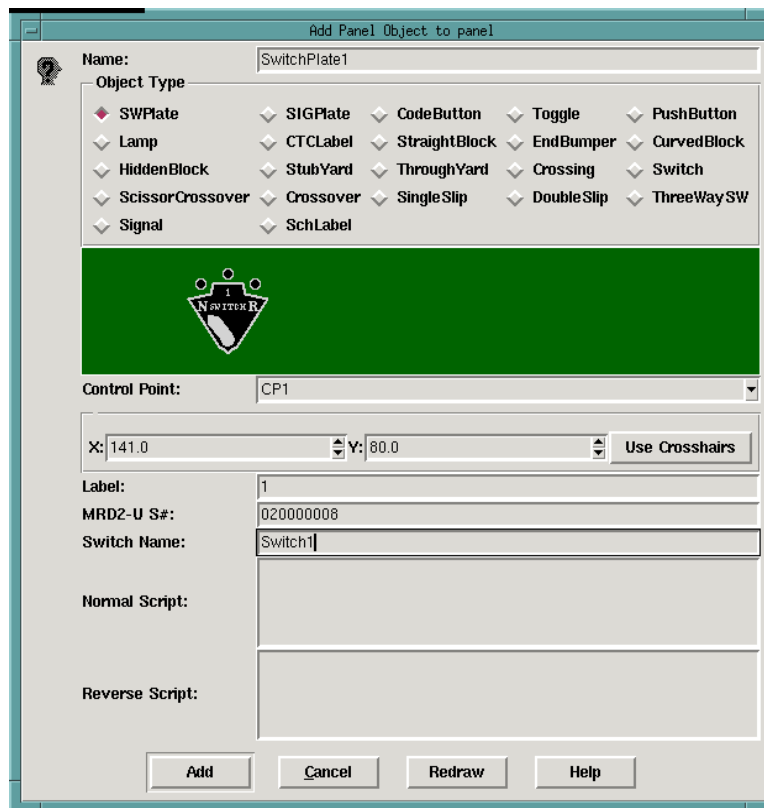 Add Panel Object to panel
Name: SwitchPlate1
Object Type
SWPlate SIGPlate CodeButton Toggle PushButton
Lamp CTCLabel StraightBlock EndBumper CurvedBlock
HiddenBlock StubYard ThroughYard Crossing Switch
ScissorCrossover Crossover SingleSlip DoubleSlip ThreeWaySW
Signal SchLabel
1
N SWITCH R
Control Point: CP1
X: 141.0 Y: 80.0 Use Crosshairs
Label: 1
MRD2-U S#: 020000008
Switch Name: Switch1
Normal Script:
Reverse Script:
Add Cancel Redraw Help